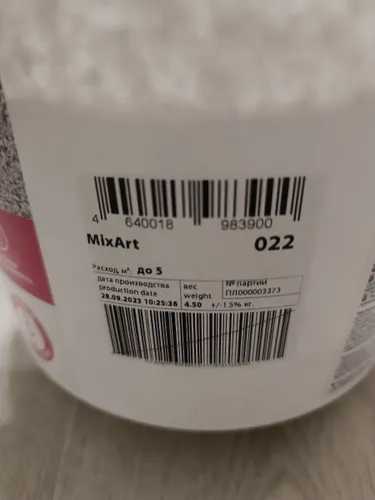 4 640018 983900
MixArt 022
Расход, м². до 5
дата производства вес № партии
production date weight ПЛ000003373
28.09.2023 10:25:36 4.50 +/-1.5% кг.